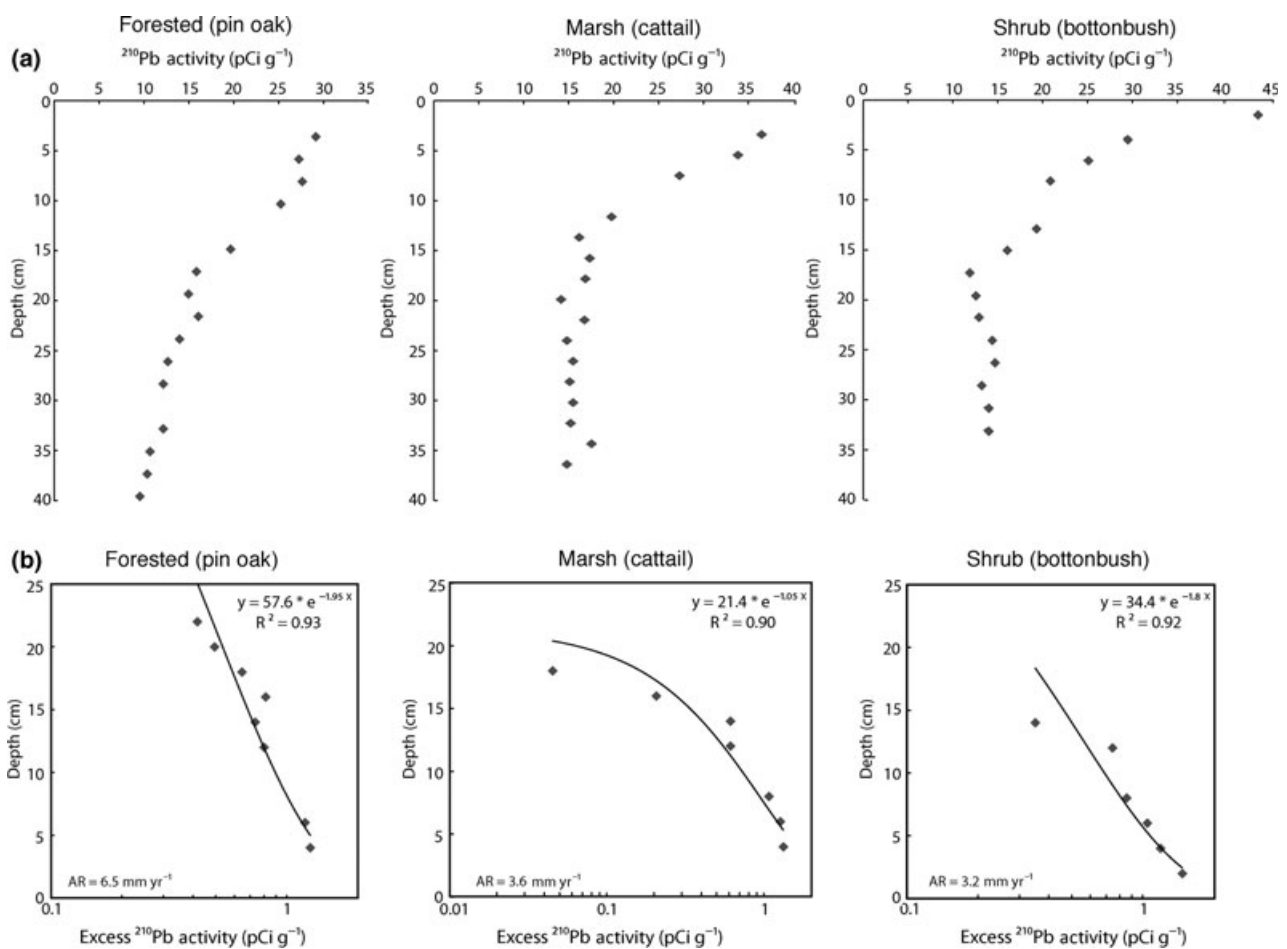 Forested (pin oak)
Marsh (cattail)
Shrub (bottonbush)
(a)
²¹⁰Pb activity (pCi g⁻¹)
²¹⁰Pb activity (pCi g⁻¹)
²¹⁰Pb activity (pCi g⁻¹)
0 5 10 15 20 25 30 35
0 5 10 15 20 25 30 35 40
0 5 10 15 20 25 30 35 40 45
Depth (cm)
0
5
10
15
20
25
30
35
40
Depth (cm)
0
5
10
15
20
25
30
35
40
Depth (cm)
0
5
10
15
20
25
30
35
40
(b)
Forested (pin oak)
Marsh (cattail)
Shrub (bottonbush)
Depth (cm)
25
20
15
10
5
0
y = 57.6 * e⁻¹·⁹⁵ ˣ
R² = 0.93
AR = 6.5 mm yr⁻¹
0.1 1
Excess ²¹⁰Pb activity (pCi g⁻¹)
Depth (cm)
25
20
15
10
5
0
y = 21.4 * e⁻¹·⁰⁵ ˣ
R² = 0.90
AR = 3.6 mm yr⁻¹
0.01 0.1 1
Excess ²¹⁰Pb activity (pCi g⁻¹)
Depth (cm)
25
20
15
10
5
0
y = 34.4 * e⁻¹·⁸ ˣ
R² = 0.92
AR = 3.2 mm yr⁻¹
0.1 1
Excess ²¹⁰Pb activity (pCi g⁻¹)